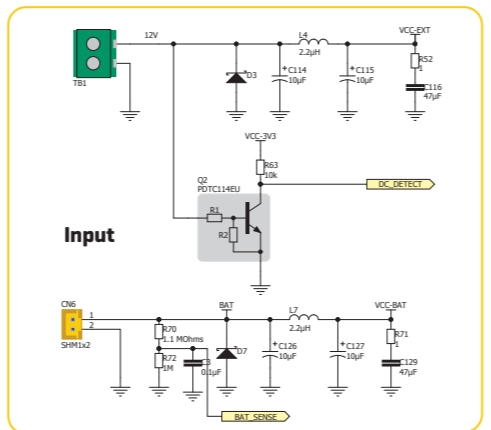 12V
L4
2.2µH
VCC-EXT
TB1
D3
C114
10µF
C115
10µF
R52
1
C116
47µF
VCC-3V3
R63
10k
DC_DETECT
Q2
PDTC114EU
R1
R2
Input
CN6
1
2
SHM1x2
BAT
L7
2.2µH
VCC-BAT
R70
1.1 MOhms
R72
1M
0.1µF
D7
C126
10µF
C127
10µF
R71
1
C129
47µF
BAT_SENSE